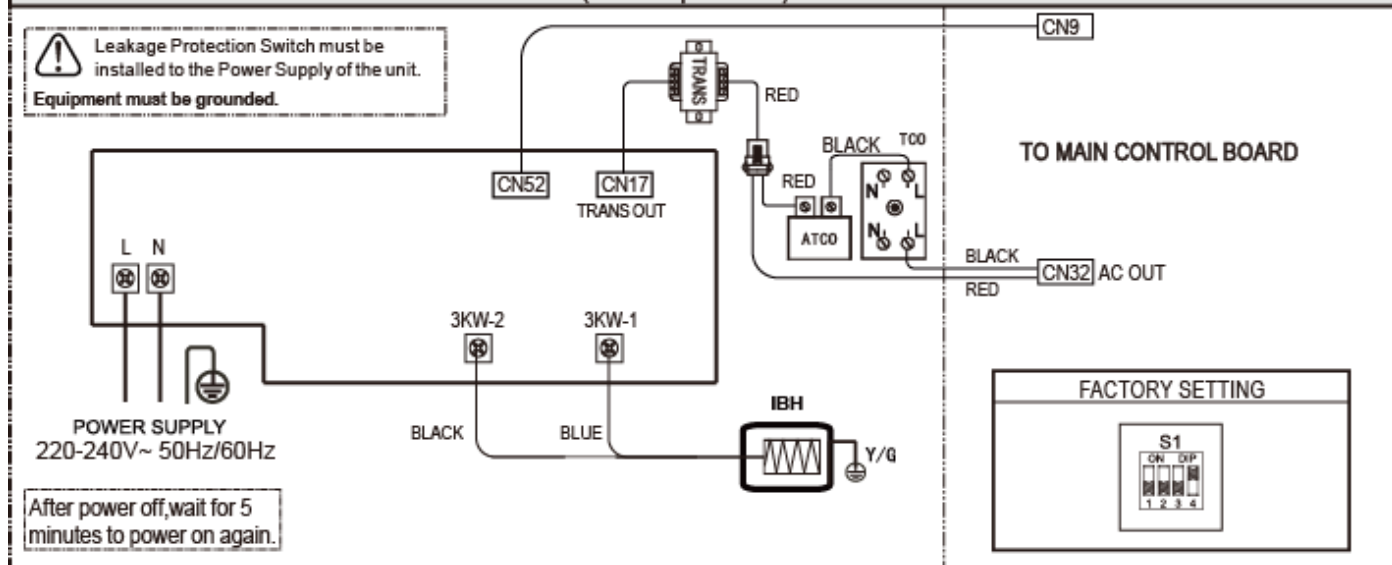 Leakage Protection Switch must be
installed to the Power Supply of the unit.
Equipment must be grounded.
CN9
TRANS
RED
BLACK TCO
TO MAIN CONTROL BOARD
CN52
CN17
RED
N L
TRANS OUT
ATCO
N L
L N
BLACK
CN32 AC OUT
RED
3KW-2
3KW-1
FACTORY SETTING
IBH
POWER SUPPLY
220-240V~ 50Hz/60Hz
BLACK
BLUE
Y/G
S1
ON DIP
1 2 3 4
After power off,wait for 5
minutes to power on again.